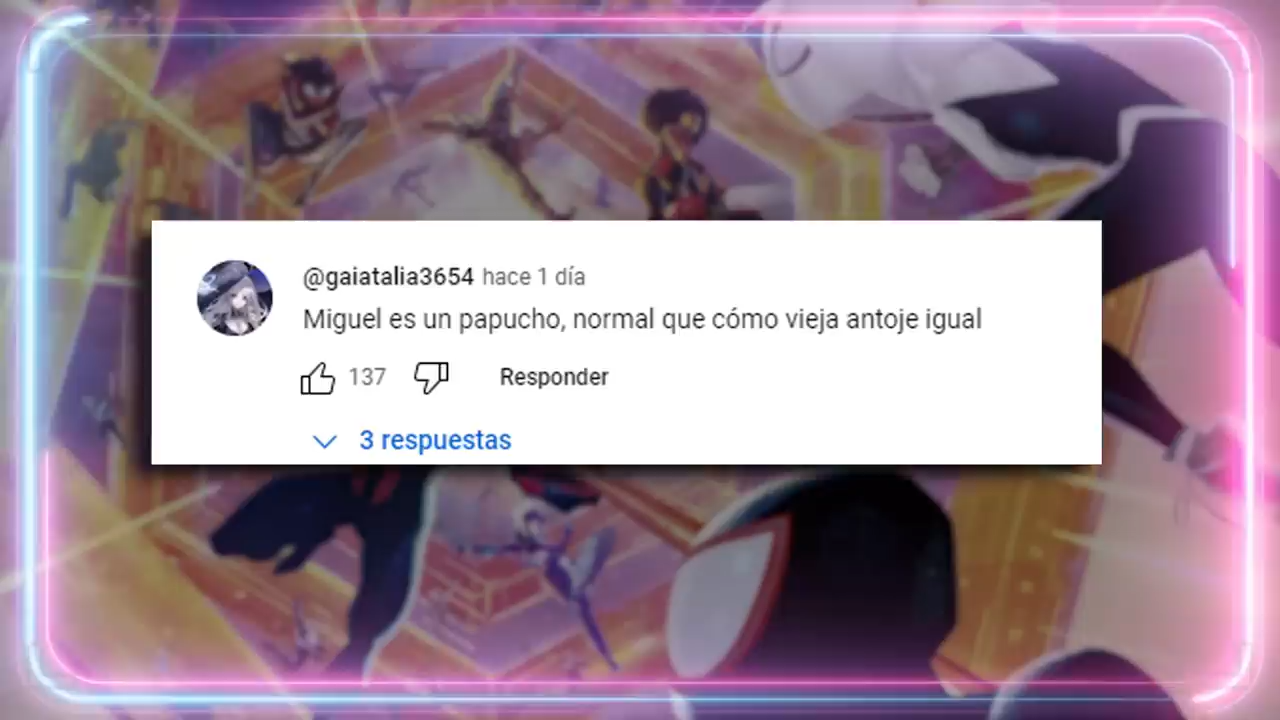 @gaiatalia3654 hace 1 día
Miguel es un papucho, normal que cómo vieja antoje igual
137 Responder
3 respuestas